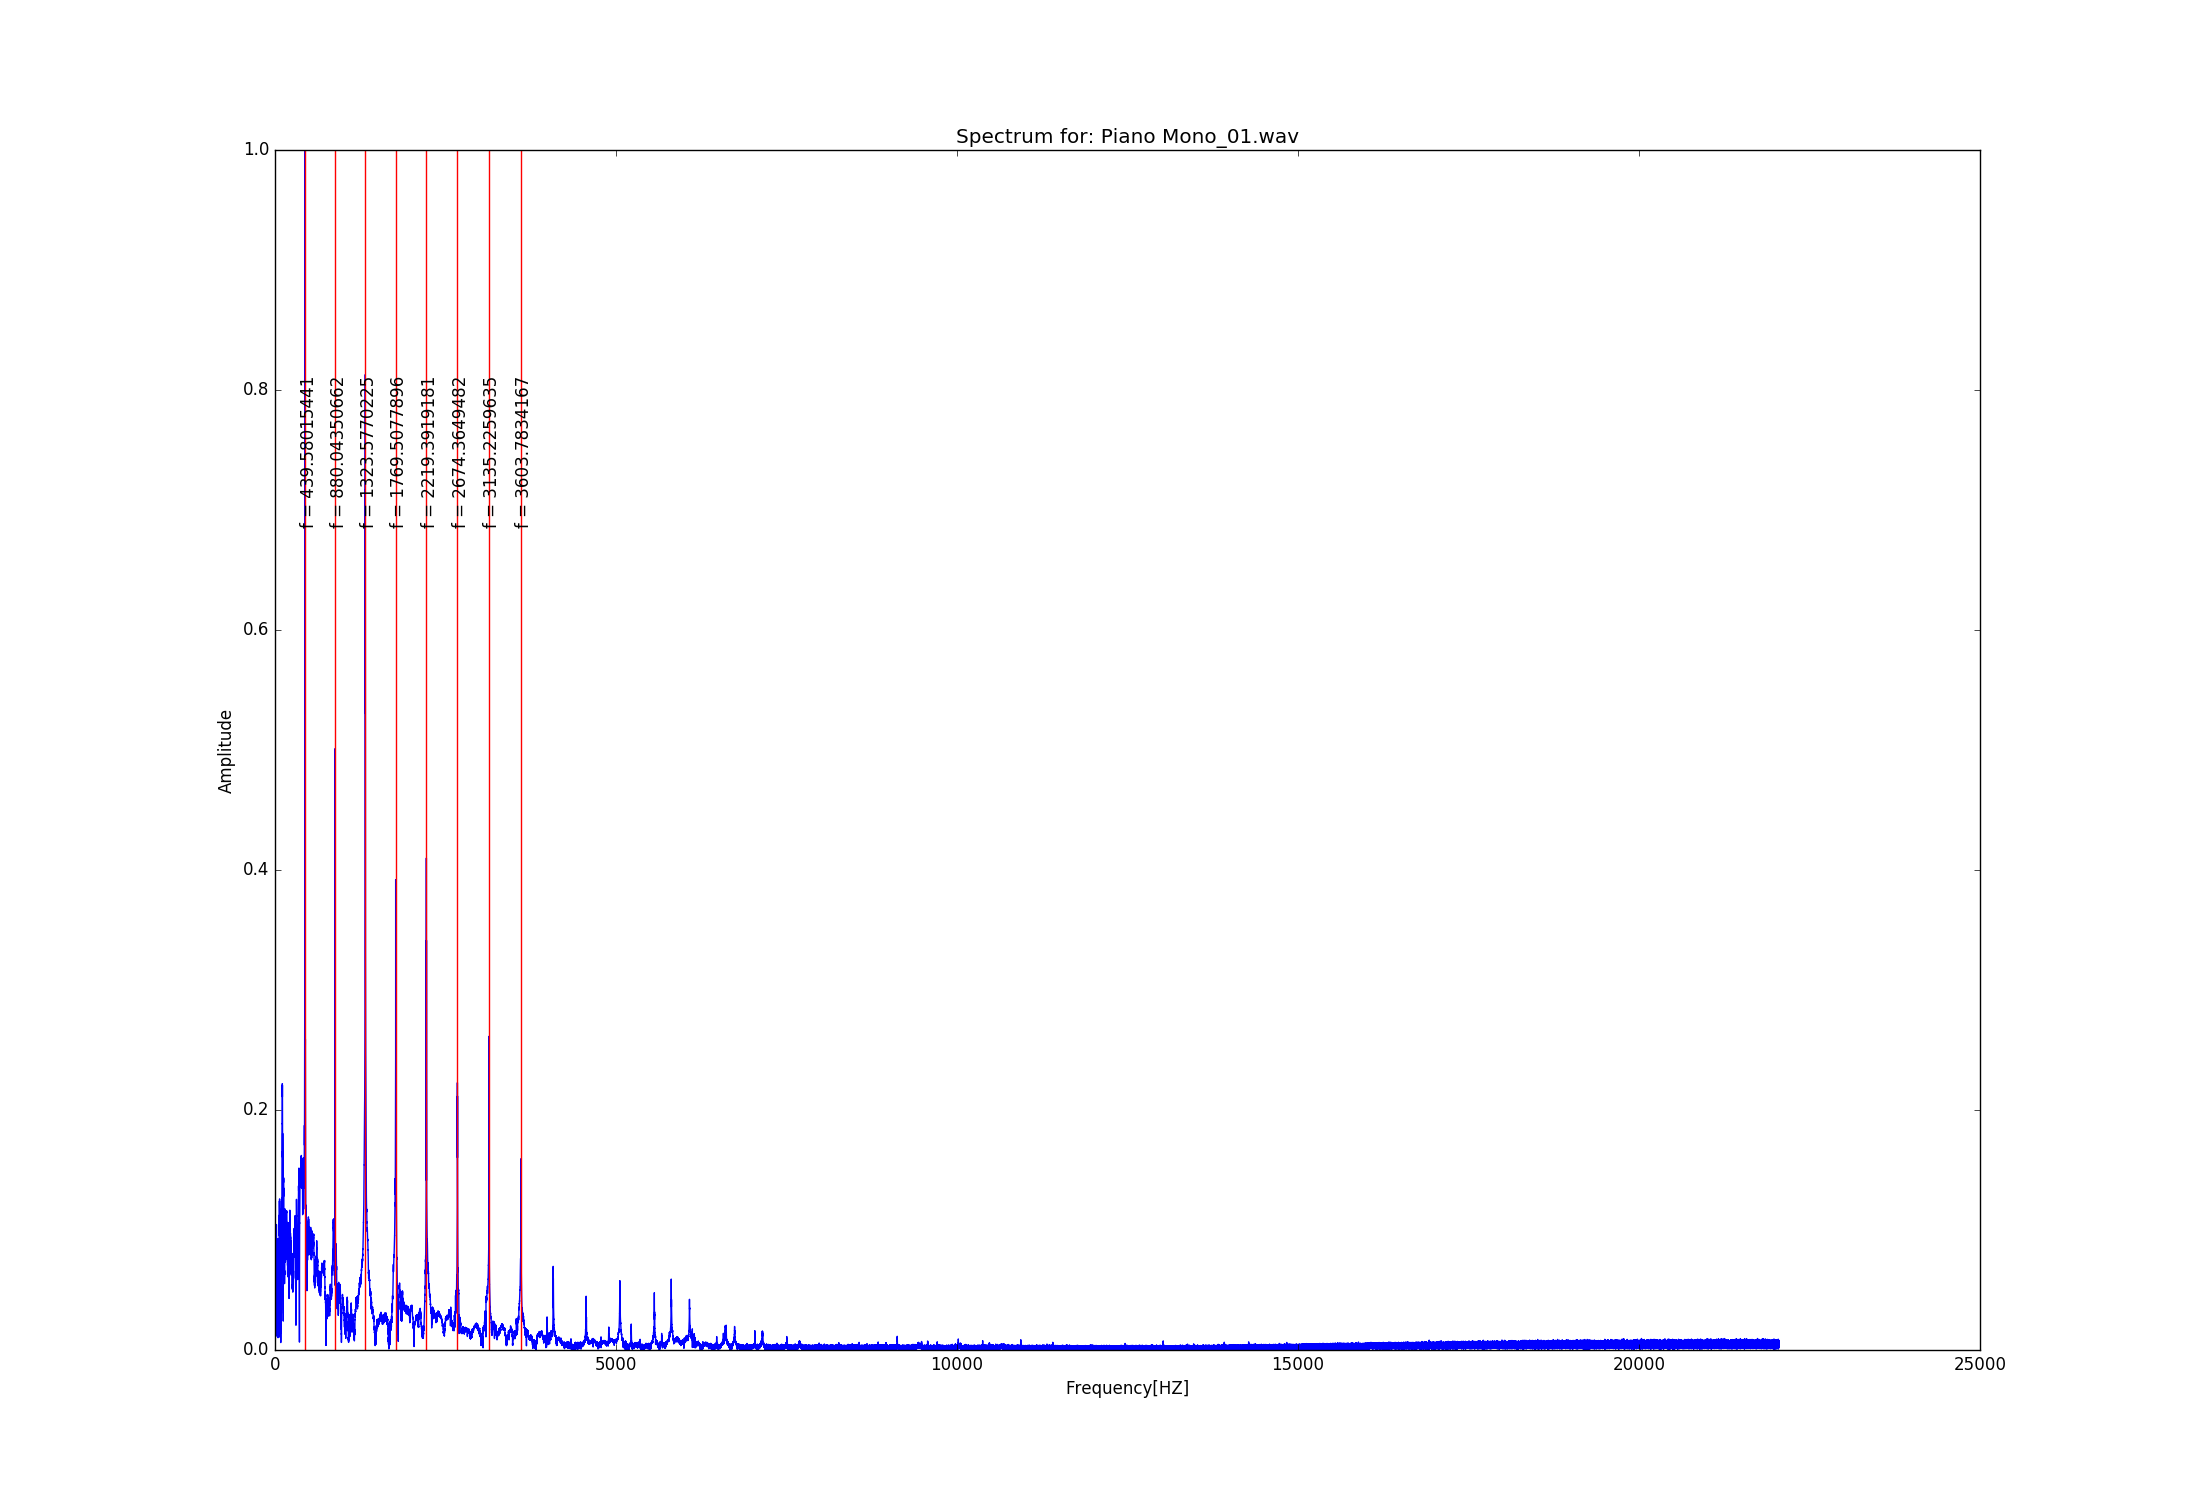 Spectrum for: Piano Mono_01.wav
1.0
0.8
0.6
0.4
0.2
0.0
Amplitude
f = 439.58015441
f = 880.04350662
f = 1323.5770225
f = 1769.5077896
f = 2219.3919181
f = 2674.3649482
f = 3135.2259635
f = 3603.7834167
0 5000 10000 15000 20000 25000
Frequency[HZ]